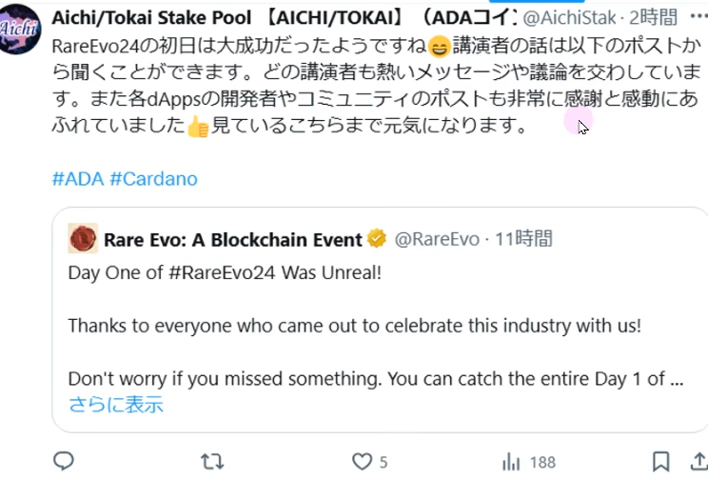 Aichi
Aichi/Tokai Stake Pool 【AICHI/TOKAI】 （ADAコイ: @AichiStak · 2時間 ···
RareEvo24の初日は大成功だったようですね😄講演者の話は以下のポストか
ら聞くことができます。どの講演者も熱いメッセージや議論を交わしていま
す。また各dAppsの開発者やコミュニティのポストも非常に感謝と感動にあ
ふれていました👍見ているこちらまで元気になります。
#ADA #Cardano
Rare Evo: A Blockchain Event @RareEvo · 11時間
Day One of #RareEvo24 Was Unreal!
Thanks to everyone who came out to celebrate this industry with us!
Don't worry if you missed something. You can catch the entire Day 1 of ...
さらに表示
5 188